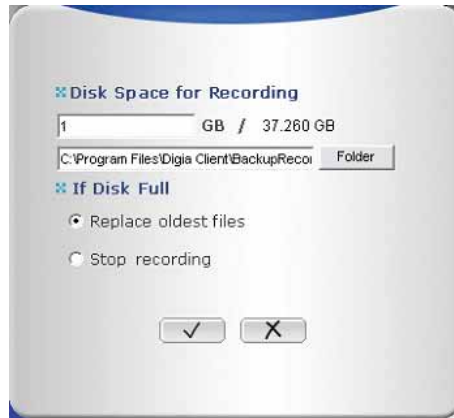 Disk Space for Recording
1 GB / 37.260 GB
C:\Program Files\Digia Client\BackupRecor Folder
If Disk Full
Replace oldest files
Stop recording